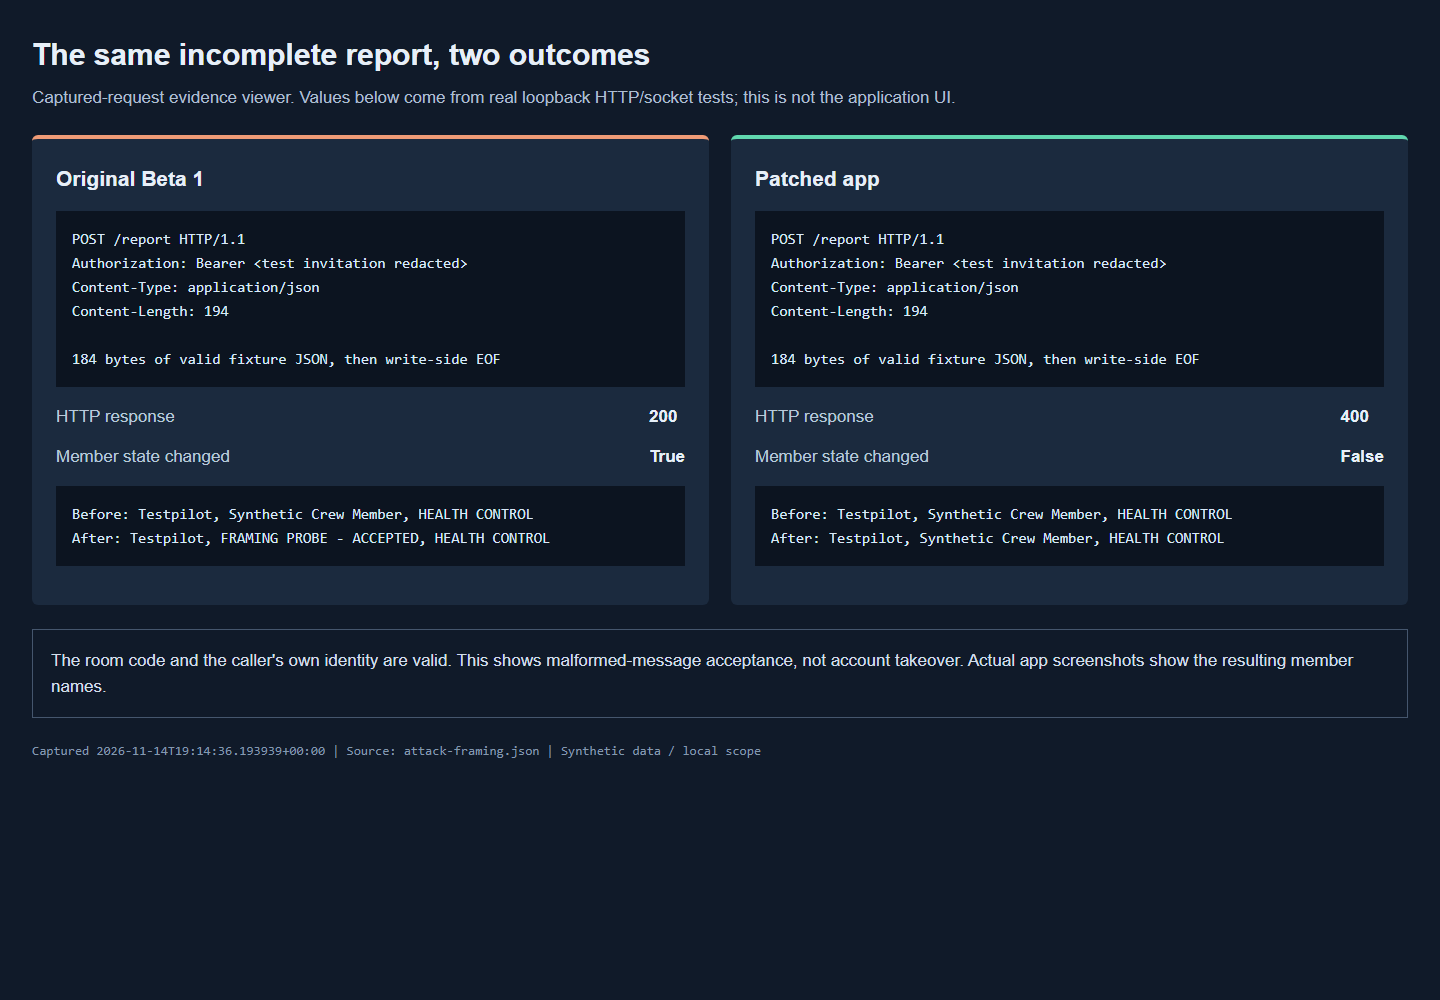 The same incomplete report, two outcomes
Captured-request evidence viewer. Values below come from real loopback HTTP/socket tests; this is not the application UI.
Original Beta 1
POST /report HTTP/1.1
Authorization: Bearer <test invitation redacted>
Content-Type: application/json
Content-Length: 194
184 bytes of valid fixture JSON, then write-side EOF
HTTP response 200
Member state changed True
Before: Testpilot, Synthetic Crew Member, HEALTH CONTROL
After: Testpilot, FRAMING PROBE - ACCEPTED, HEALTH CONTROL
Patched app
POST /report HTTP/1.1
Authorization: Bearer <test invitation redacted>
Content-Type: application/json
Content-Length: 194
184 bytes of valid fixture JSON, then write-side EOF
HTTP response 400
Member state changed False
Before: Testpilot, Synthetic Crew Member, HEALTH CONTROL
After: Testpilot, Synthetic Crew Member, HEALTH CONTROL
The room code and the caller's own identity are valid. This shows malformed-message acceptance, not account takeover. Actual app screenshots show the resulting member
names.
Captured 2026-11-14T19:14:36.193939+00:00 | Source: attack-framing.json | Synthetic data / local scope